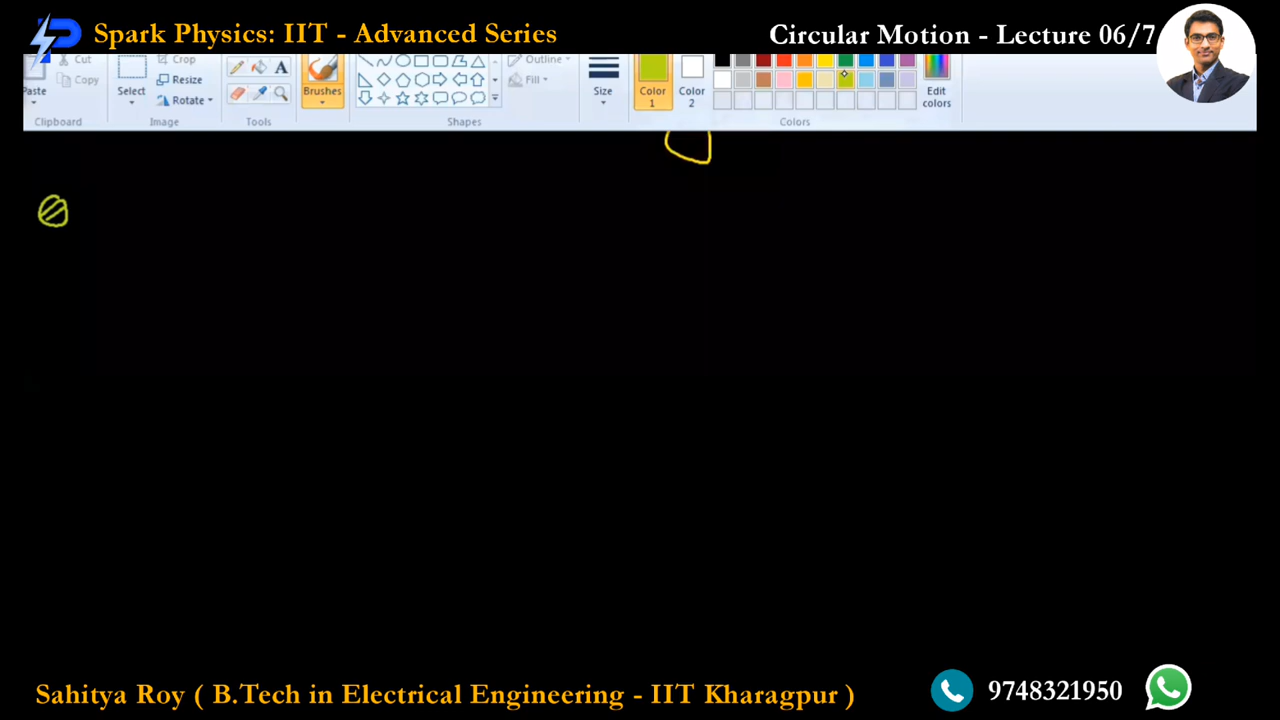 Spark Physics: IIT - Advanced Series
Circular Motion - Lecture 06/7
Cut
Crop
Outline
Copy
Resize
Fill
Paste
Select
Rotate
A
Brushes
Size
Color 1
Color 2
Edit colors
Clipboard
Image
Tools
Shapes
Colors
Sahitya Roy ( B.Tech in Electrical Engineering - IIT Kharagpur )
9748321950